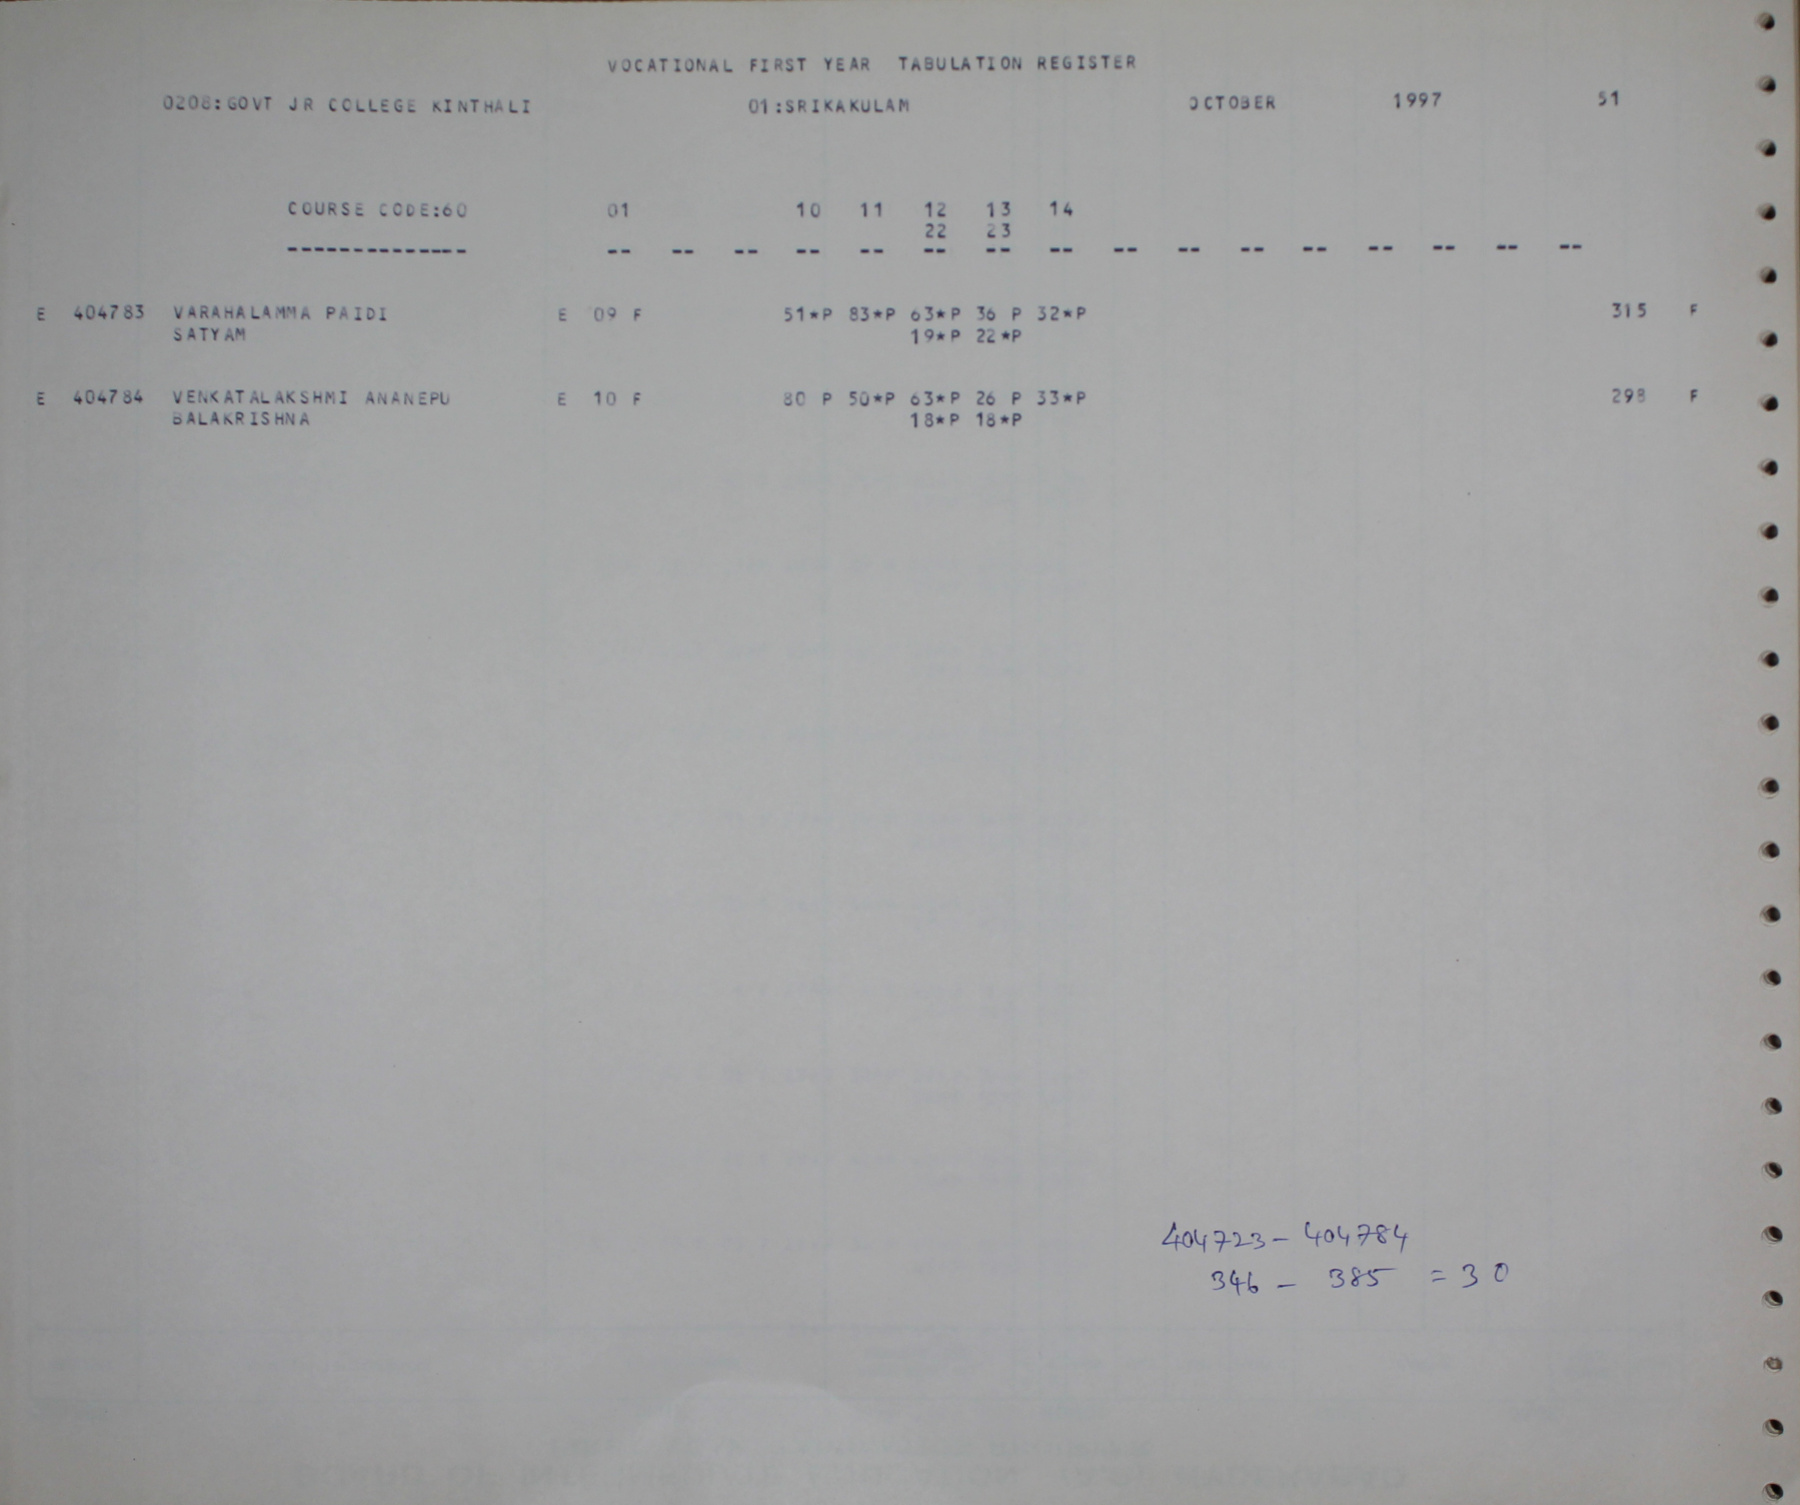 VOCATIONAL FIRST YEAR TABULATION REGISTER
0208:GOVT JR COLLEGE KINTHALI 01:SRIKAKULAM OCTOBER 1997 51
COURSE CODE:60 01 10 11 12 13 14
22 23
-------------- -- -- -- -- -- -- -- -- -- -- -- -- -- -- -- --
E 404783 VARAHALAMMA PAIDI E 09 F 51*P 83*P 63*P 36 P 32*P 315 F
SATYAM 19*P 22*P
E 404784 VENKATALAKSHMI ANANEPU E 10 F 80 P 50*P 63*P 26 P 33*P 298 F
BALAKRISHNA 18*P 18*P
404723 - 404784
346 - 385 = 30